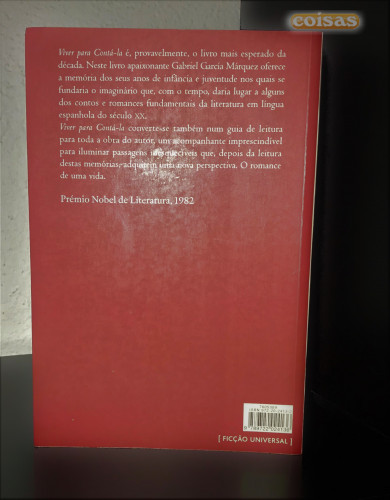 coisas
Viver para Contá-la é, provavelmente, o livro mais esperado da
década. Neste livro apaixonante Gabriel García Márquez oferece
a memória dos seus anos de infância e juventude nos quais se
fundaria o imaginário que, com o tempo, daria lugar a alguns
dos contos e romances fundamentais da literatura em língua
espanhola do século XX.
Viver para Contá-la converte-se também num guia de leitura
para toda a obra do autor, um acompanhante imprescindível
para iluminar passagens inesquecíveis que, depois da leitura
destas memórias, adquirem uma nova perspectiva. O romance
de uma vida.
Prémio Nobel de Literatura, 1982
[ FICÇÃO UNIVERSAL ]